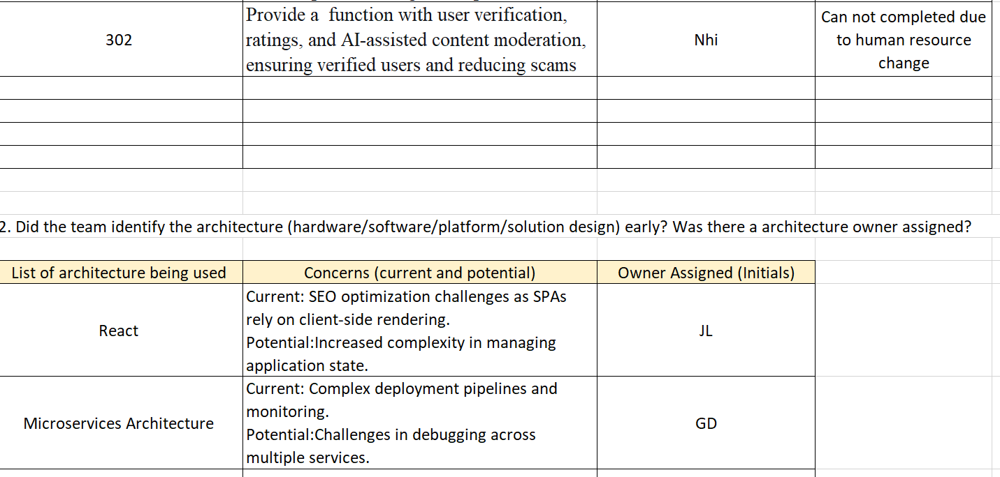 302
Provide a  function with user verification,
ratings, and AI-assisted content moderation,
ensuring verified users and reducing scams
Nhi
Can not completed due
to human resource
change
2. Did the team identify the architecture (hardware/software/platform/solution design) early? Was there a architecture owner assigned?
List of architecture being used
Concerns (current and potential)
Owner Assigned (Initials)
React
Current: SEO optimization challenges as SPAs
rely on client-side rendering.
Potential:Increased complexity in managing
application state.
JL
Microservices Architecture
Current: Complex deployment pipelines and
monitoring.
Potential:Challenges in debugging across
multiple services.
GD